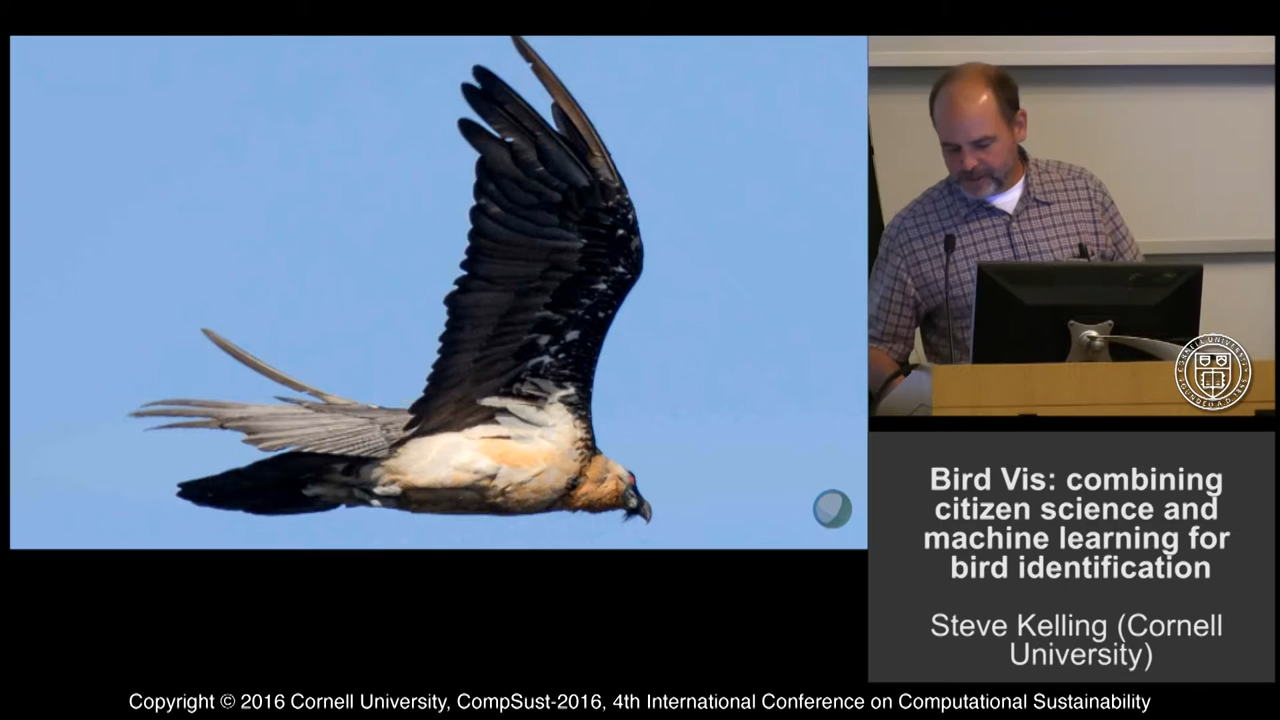 Bird Vis: combining
citizen science and
machine learning for
bird identification
Steve Kelling (Cornell
University)
Copyright © 2016 Cornell University, CompSust-2016, 4th International Conference on Computational Sustainability